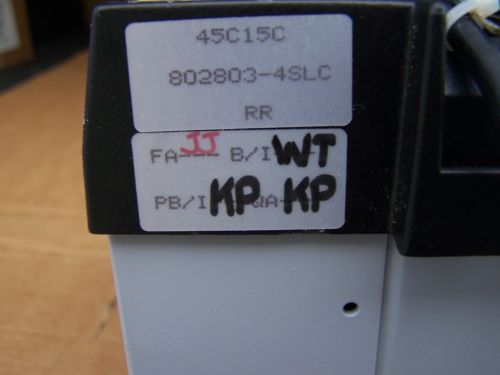 45C15C
802803-4SLC
RR
FA--- JJ B/I--- WT
PB/I KP QA- KP